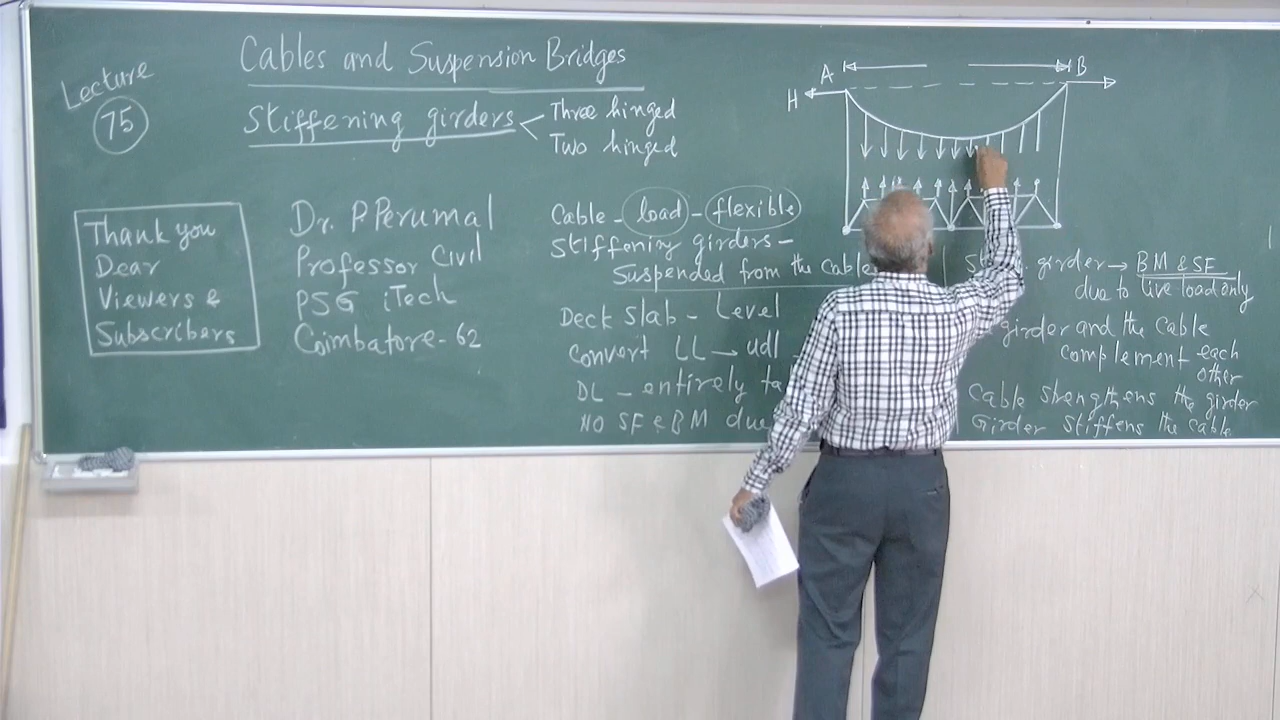 Lecture
75
Cables and Suspension Bridges
Stiffening girders
Three hinged
Two hinged
Thank you
Dear
Viewers &
Subscribers
Dr. P. Perumal
Professor Civil
PSG iTech
Coimbatore-62
Cable - load - flexible
Stiffening girders -
Suspended from the cable
Deck slab - Level
Convert LL → udl
DL - entirely ta
NO SF & BM due
A
B
H
girder → BM & SF
due to live load only
girder and the cable
complement each
other
Cable strengthens the girder
Girder stiffens the cable